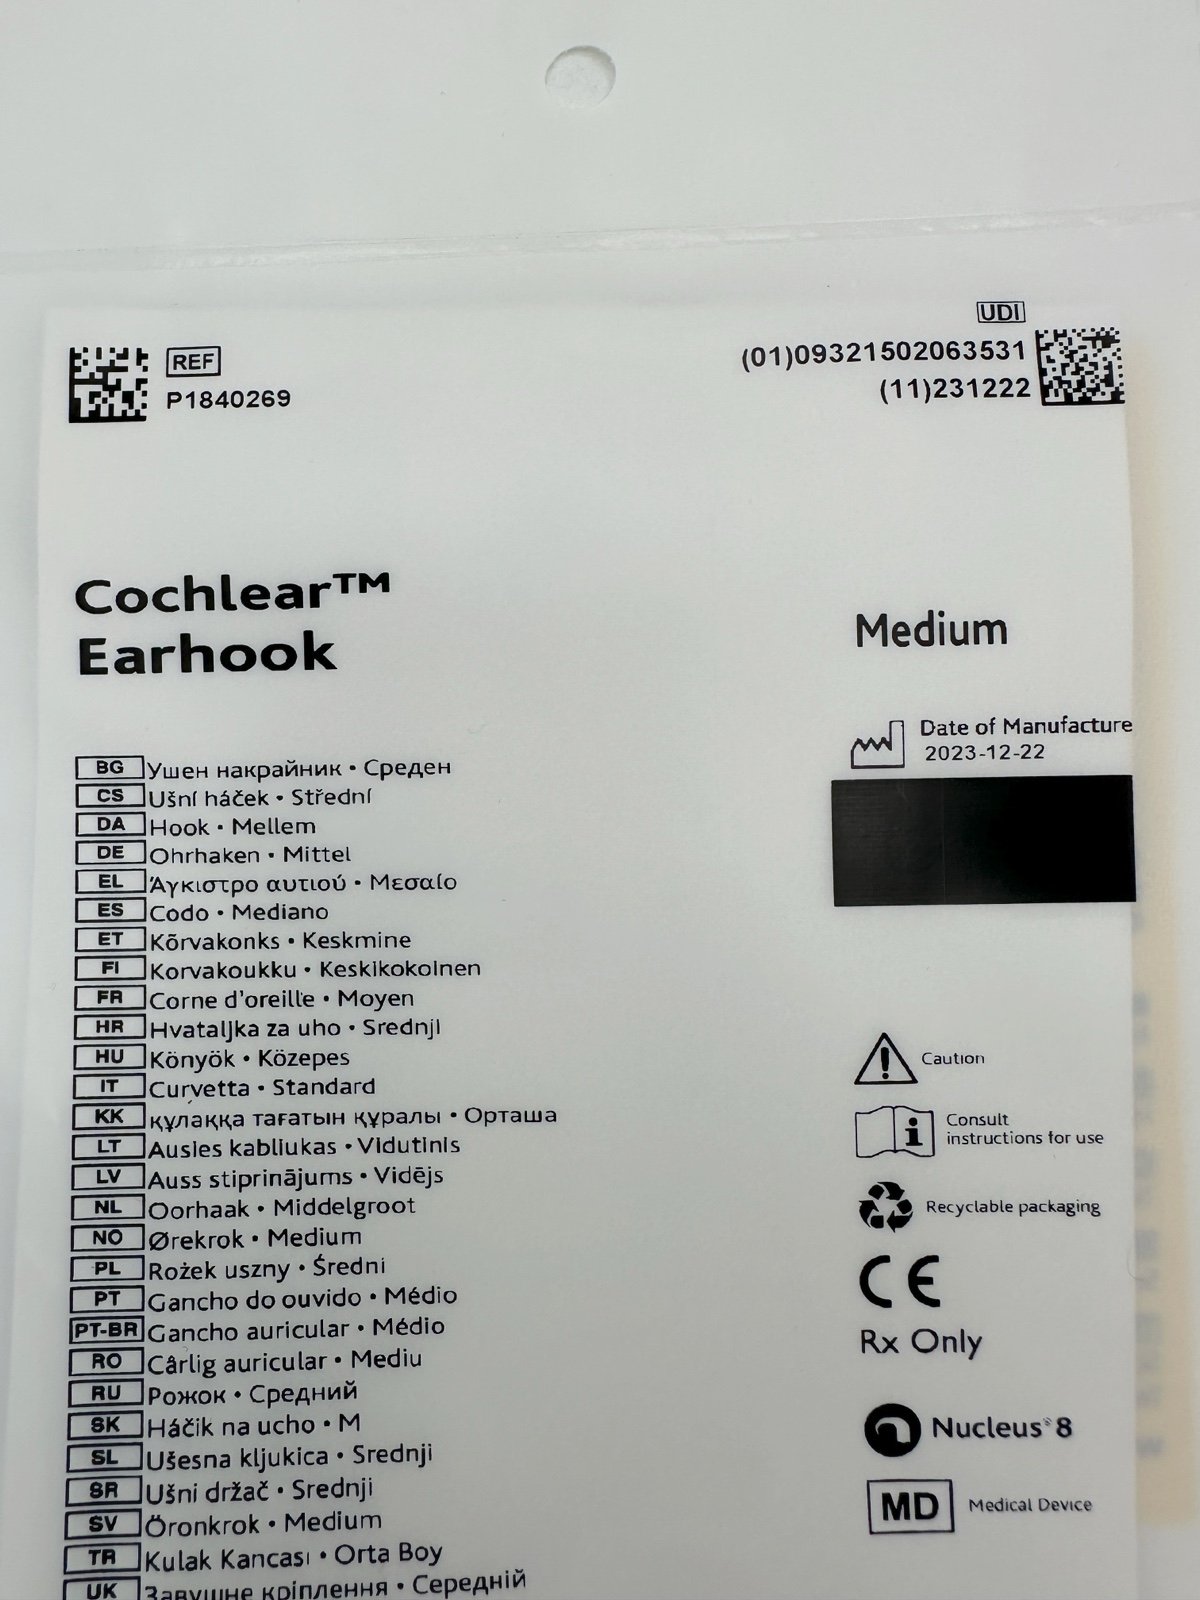 UDI
REF
P1840269
(01)09321502063531
(11)231222
Cochlear™
Earhook
Medium
Date of Manufacture
2023-12-22
BG Ушен накрайник • Среден
CS Ušní háček • Střední
DA Hook • Mellem
DE Ohrhaken • Mittel
EL Άγκιστρο αυτιού • Μεσαίο
ES Codo • Mediano
ET Kõrvakonks • Keskmine
FI Korvakoukku • Keskikokoinen
FR Corne d'oreille • Moyen
HR Hvataljka za uho • Srednji
HU Könyök • Közepes
IT Curvetta • Standard
KK құлаққа тағатын құралы • Орташа
LT Ausies kabliukas • Vidutinis
LV Auss stiprinājums • Vidējs
NL Oorhaak • Middelgroot
NO Ørekrok • Medium
PL Rożek uszny • Średni
PT Gancho do ouvido • Médio
PT-BR Gancho auricular • Médio
RO Cârlig auricular • Mediu
RU Рожок • Средний
SK Háčik na ucho • M
SL Ušesna kljukica • Srednji
SR Ušni držač • Srednji
SV Öronkrok • Medium
TR Kulak Kancası • Orta Boy
UK Завушне кріплення • Середній
Caution
Consult
instructions for use
Recyclable packaging
CE
Rx Only
Nucleus® 8
MD Medical Device